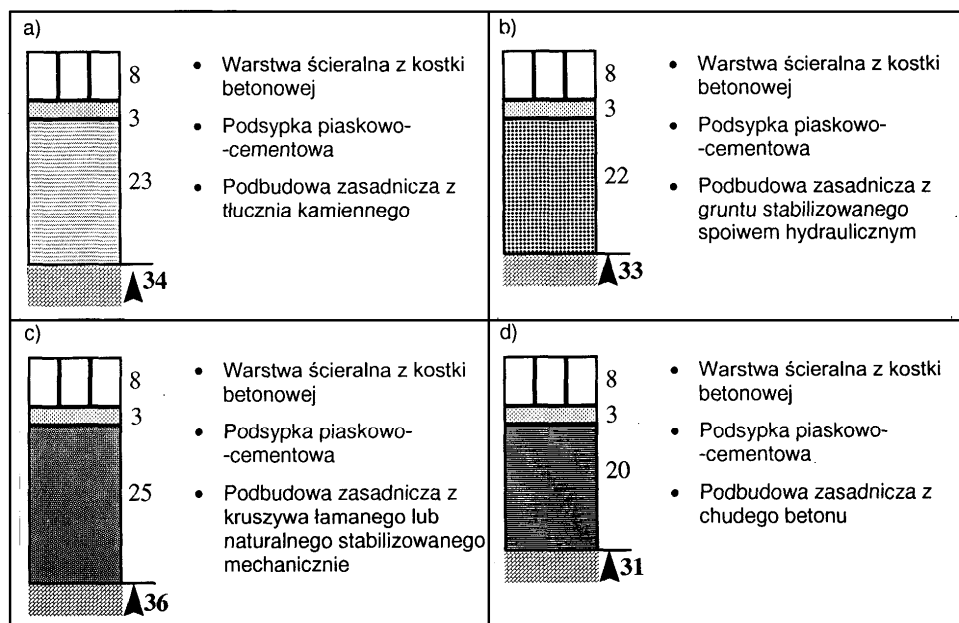 a)
8
3
23
34
• Warstwa ścieralna z kostki
betonowej
• Podsypka piaskowo-
-cementowa
• Podbudowa zasadnicza z
tłucznia kamiennego
b)
8
3
22
33
• Warstwa ścieralna z kostki
betonowej
• Podsypka piaskowo-
-cementowa
• Podbudowa zasadnicza z
gruntu stabilizowanego
spoiwem hydraulicznym
c)
8
3
25
36
• Warstwa ścieralna z kostki
betonowej
• Podsypka piaskowo-
-cementowa
• Podbudowa zasadnicza z
kruszywa łamanego lub
naturalnego stabilizowanego
mechanicznie
d)
8
3
20
31
• Warstwa ścieralna z kostki
betonowej
• Podsypka piaskowo-
-cementowa
• Podbudowa zasadnicza z
chudego betonu